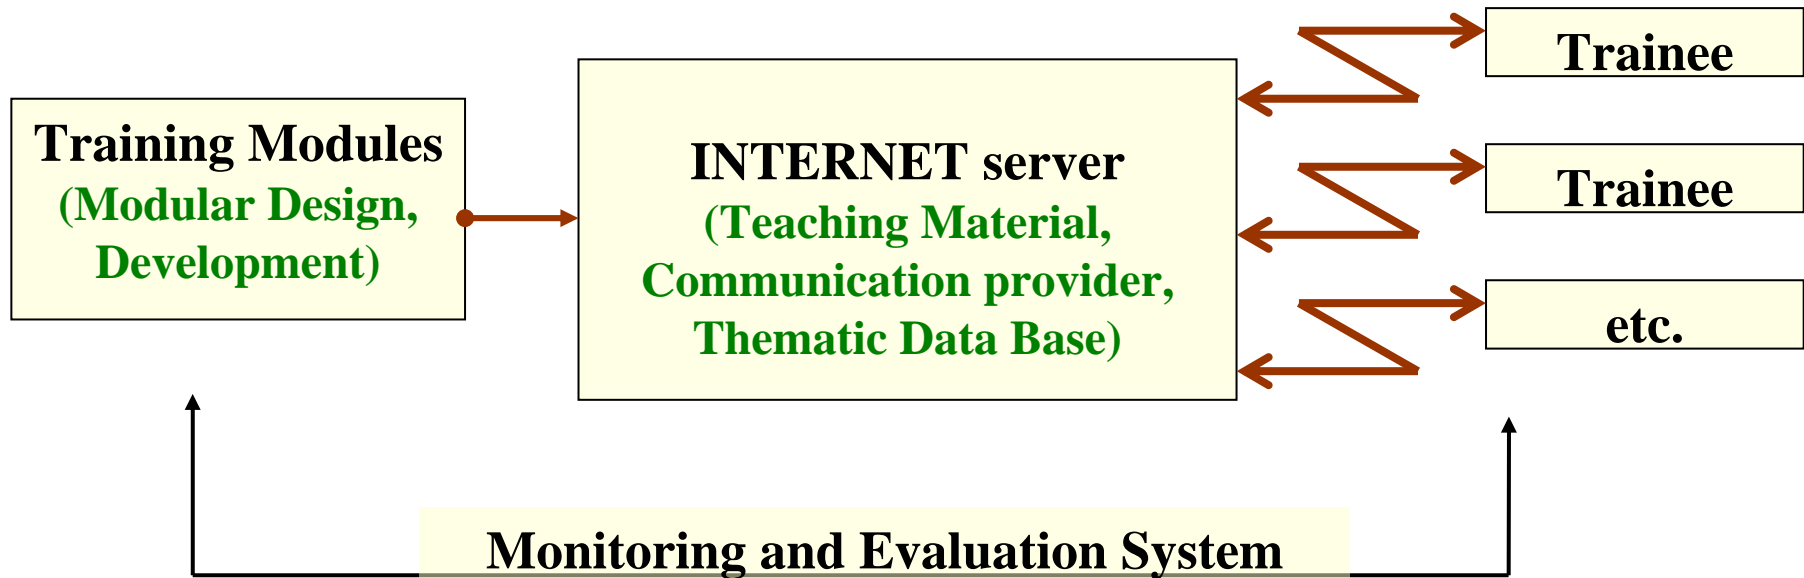 Training Modules
(Modular Design,
Development)
INTERNET server
(Teaching Material,
Communication provider,
Thematic Data Base)
Trainee
Trainee
etc.
Monitoring and Evaluation System